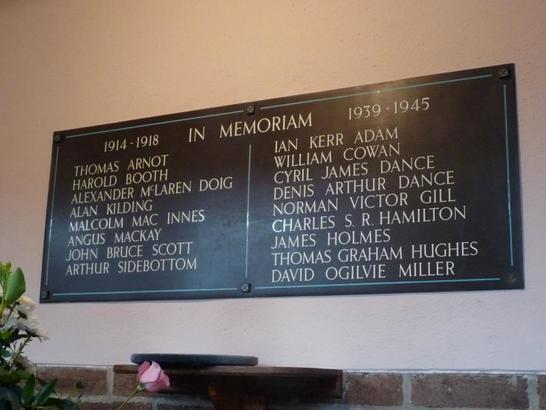 IN MEMORIAM
1914 - 1918
THOMAS ARNOT
HAROLD BOOTH
ALEXANDER McLAREN DOIG
ALAN KILDING
MALCOLM MAC INNES
ANGUS MACKAY
JOHN BRUCE SCOTT
ARTHUR SIDEBOTTOM
1939 - 1945
IAN KERR ADAM
WILLIAM COWAN
CYRIL JAMES DANCE
DENIS ARTHUR DANCE
NORMAN VICTOR GILL
CHARLES S. R. HAMILTON
JAMES HOLMES
THOMAS GRAHAM HUGHES
DAVID OGILVIE MILLER